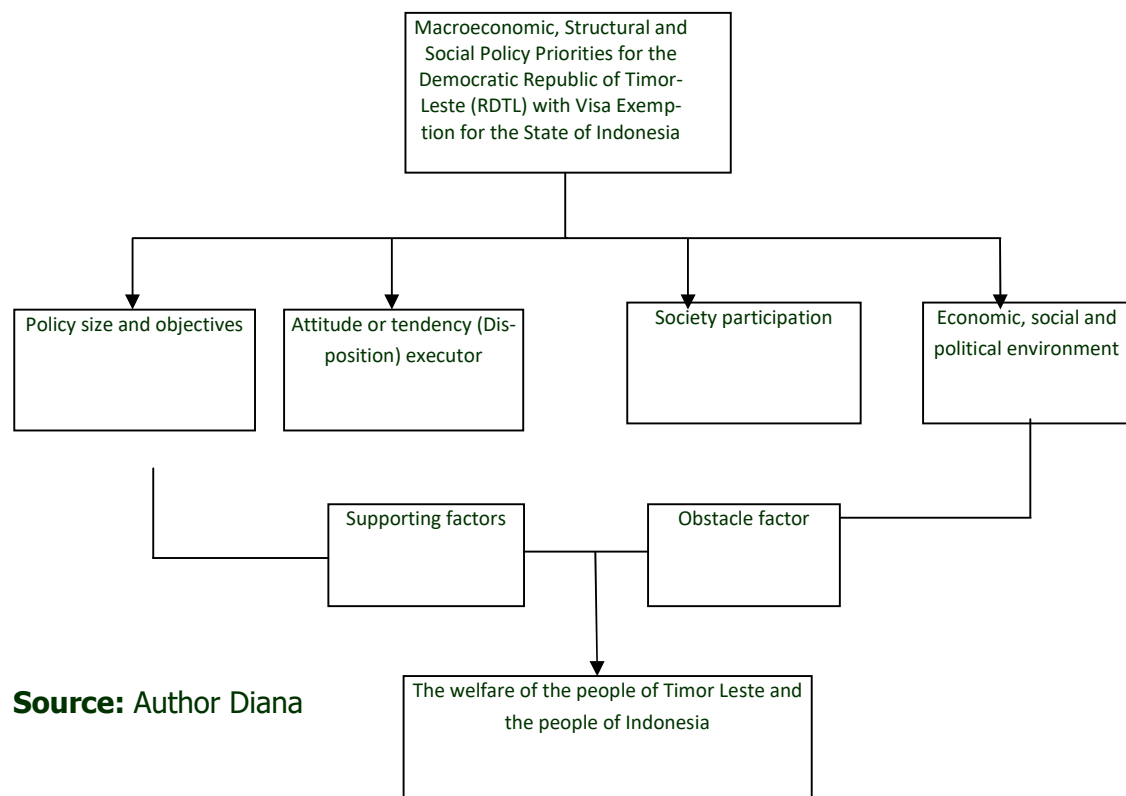 Macroeconomic, Structural and
Social Policy Priorities for the
Democratic Republic of Timor-
Leste (RDTL) with Visa Exemp-
tion for the State of Indonesia
Policy size and objectives
Attitude or tendency (Dis-
position) executor
Society participation
Economic, social and
political environment
Supporting factors
Obstacle factor
Source: Author Diana
The welfare of the people of Timor Leste and
the people of Indonesia